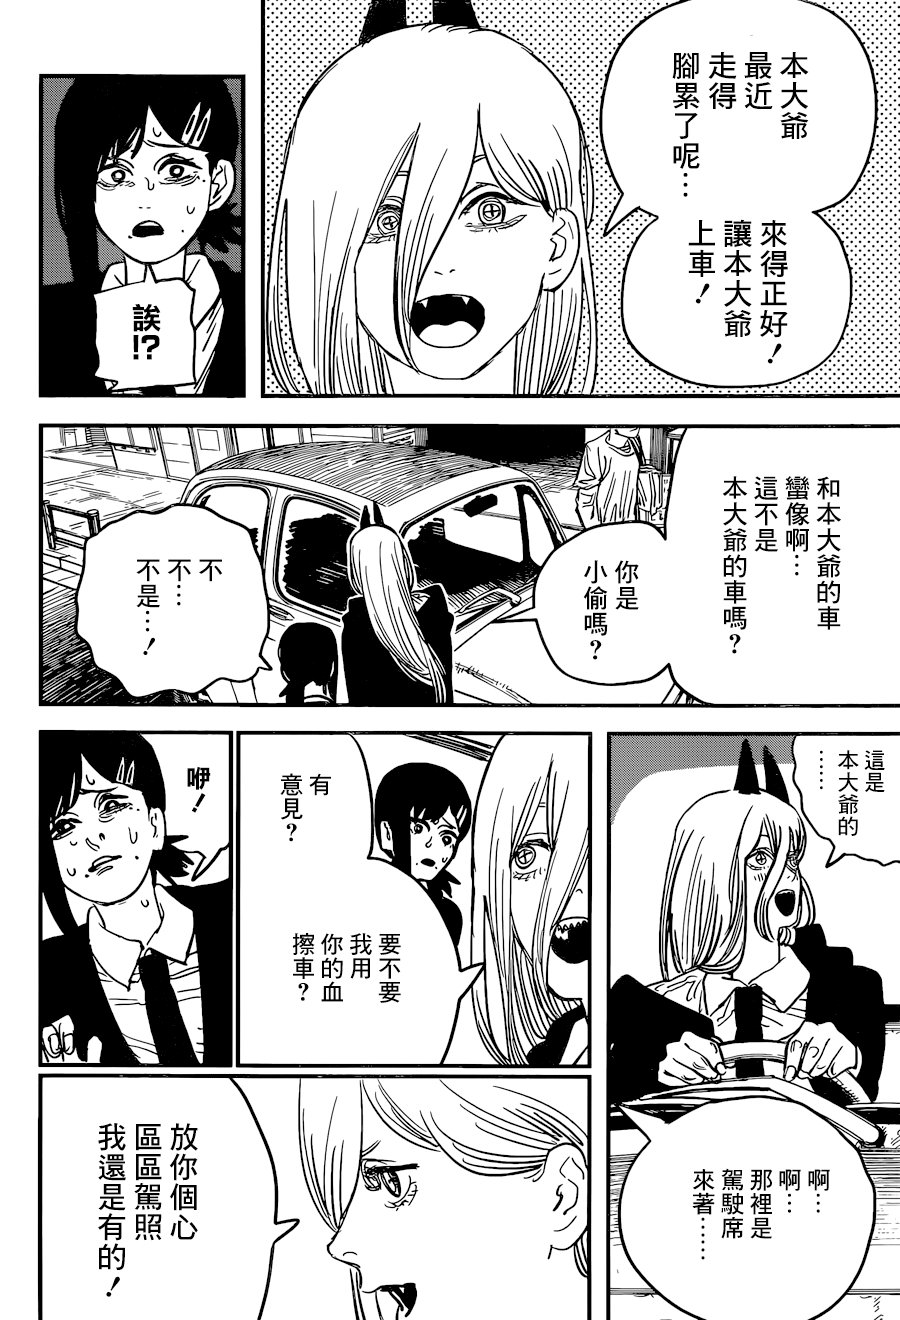 本大爺
最近
走得
腳累了呢…
來得正好！
讓本大爺
上車！
誒!?
和本大爺的車
蠻像啊…
這不是
本大爺的車嗎？
你是
小偷嗎？
不
不…
不是…！
這是
本大爺的
……
啊…
啊…
那裡是
駕駛席
來著……
有
意見？
要不要
我用
你的血
擦車？
咿！
放你個心
區區駕照
我還是有的！